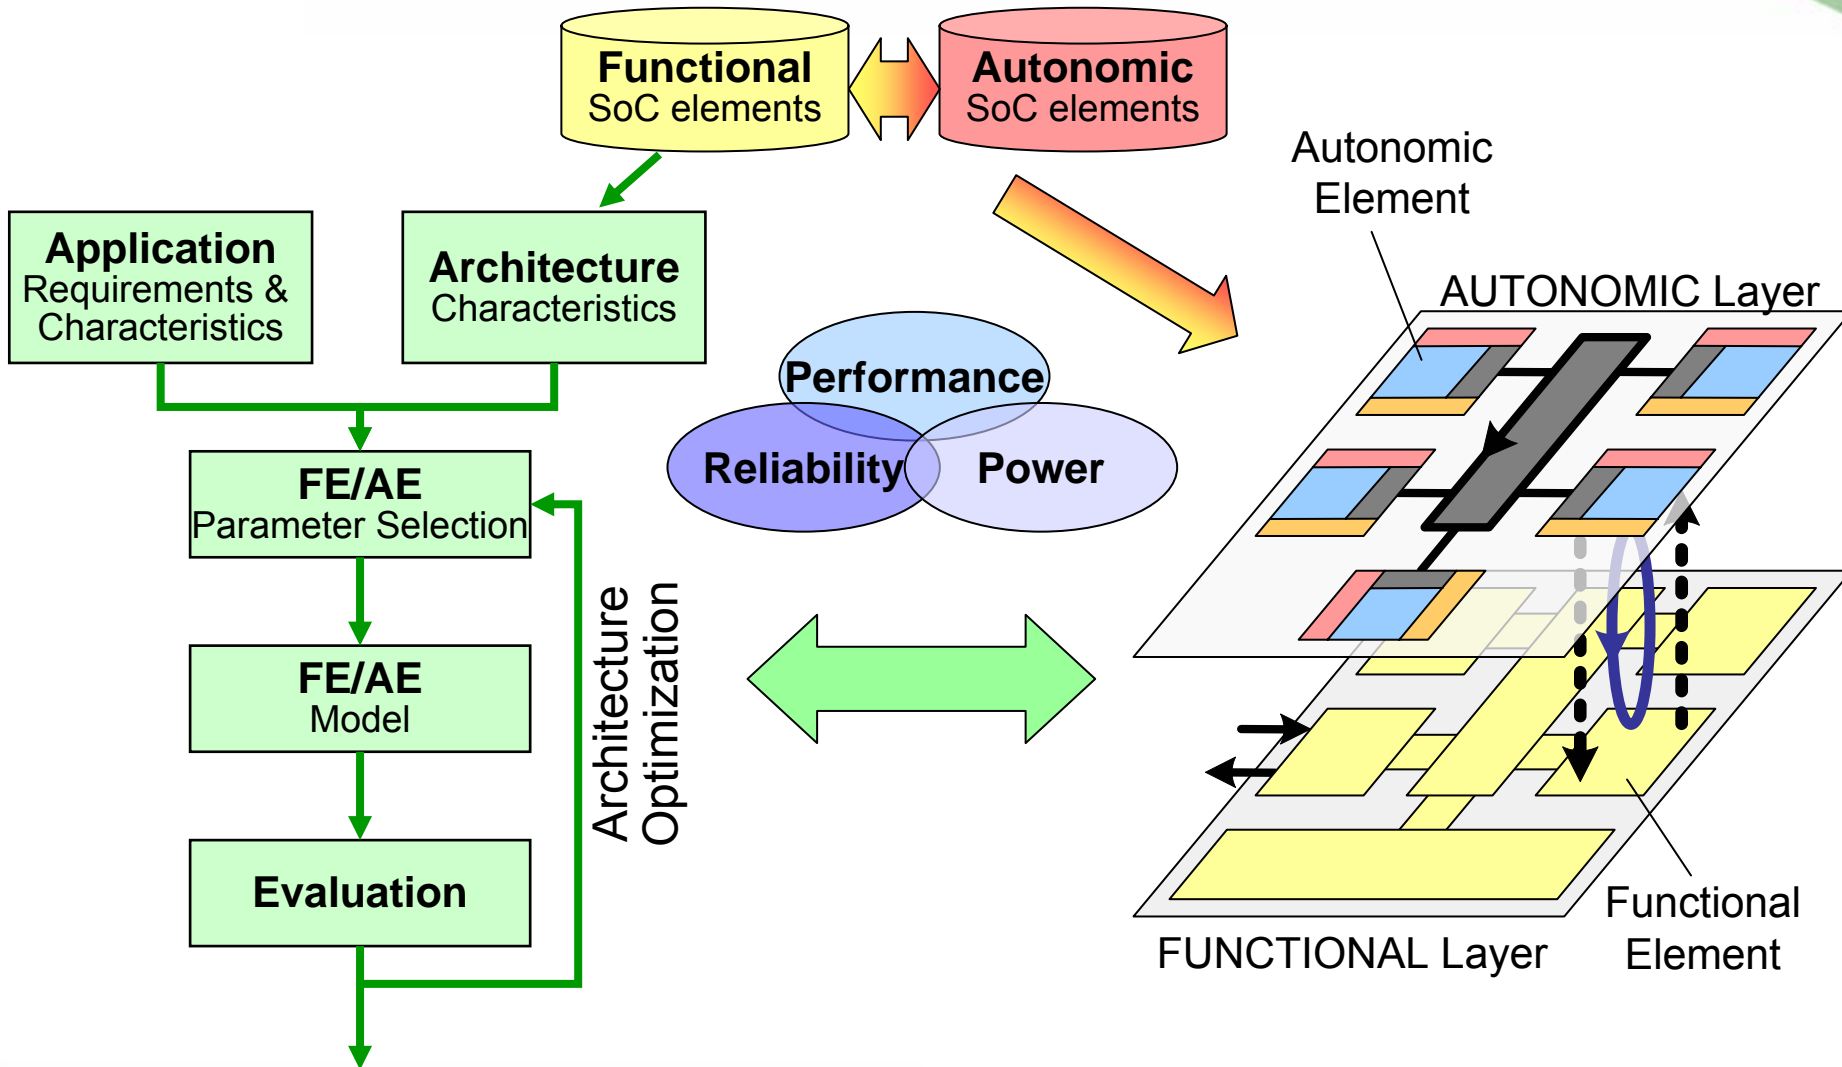 Functional
SoC elements
Autonomic
SoC elements
Autonomic
Element
Application
Requirements &
Characteristics
Architecture
Characteristics
AUTONOMIC Layer
Performance
Reliability
Power
FE/AE
Parameter Selection
Architecture
Optimization
FE/AE
Model
Evaluation
Functional
Element
FUNCTIONAL Layer